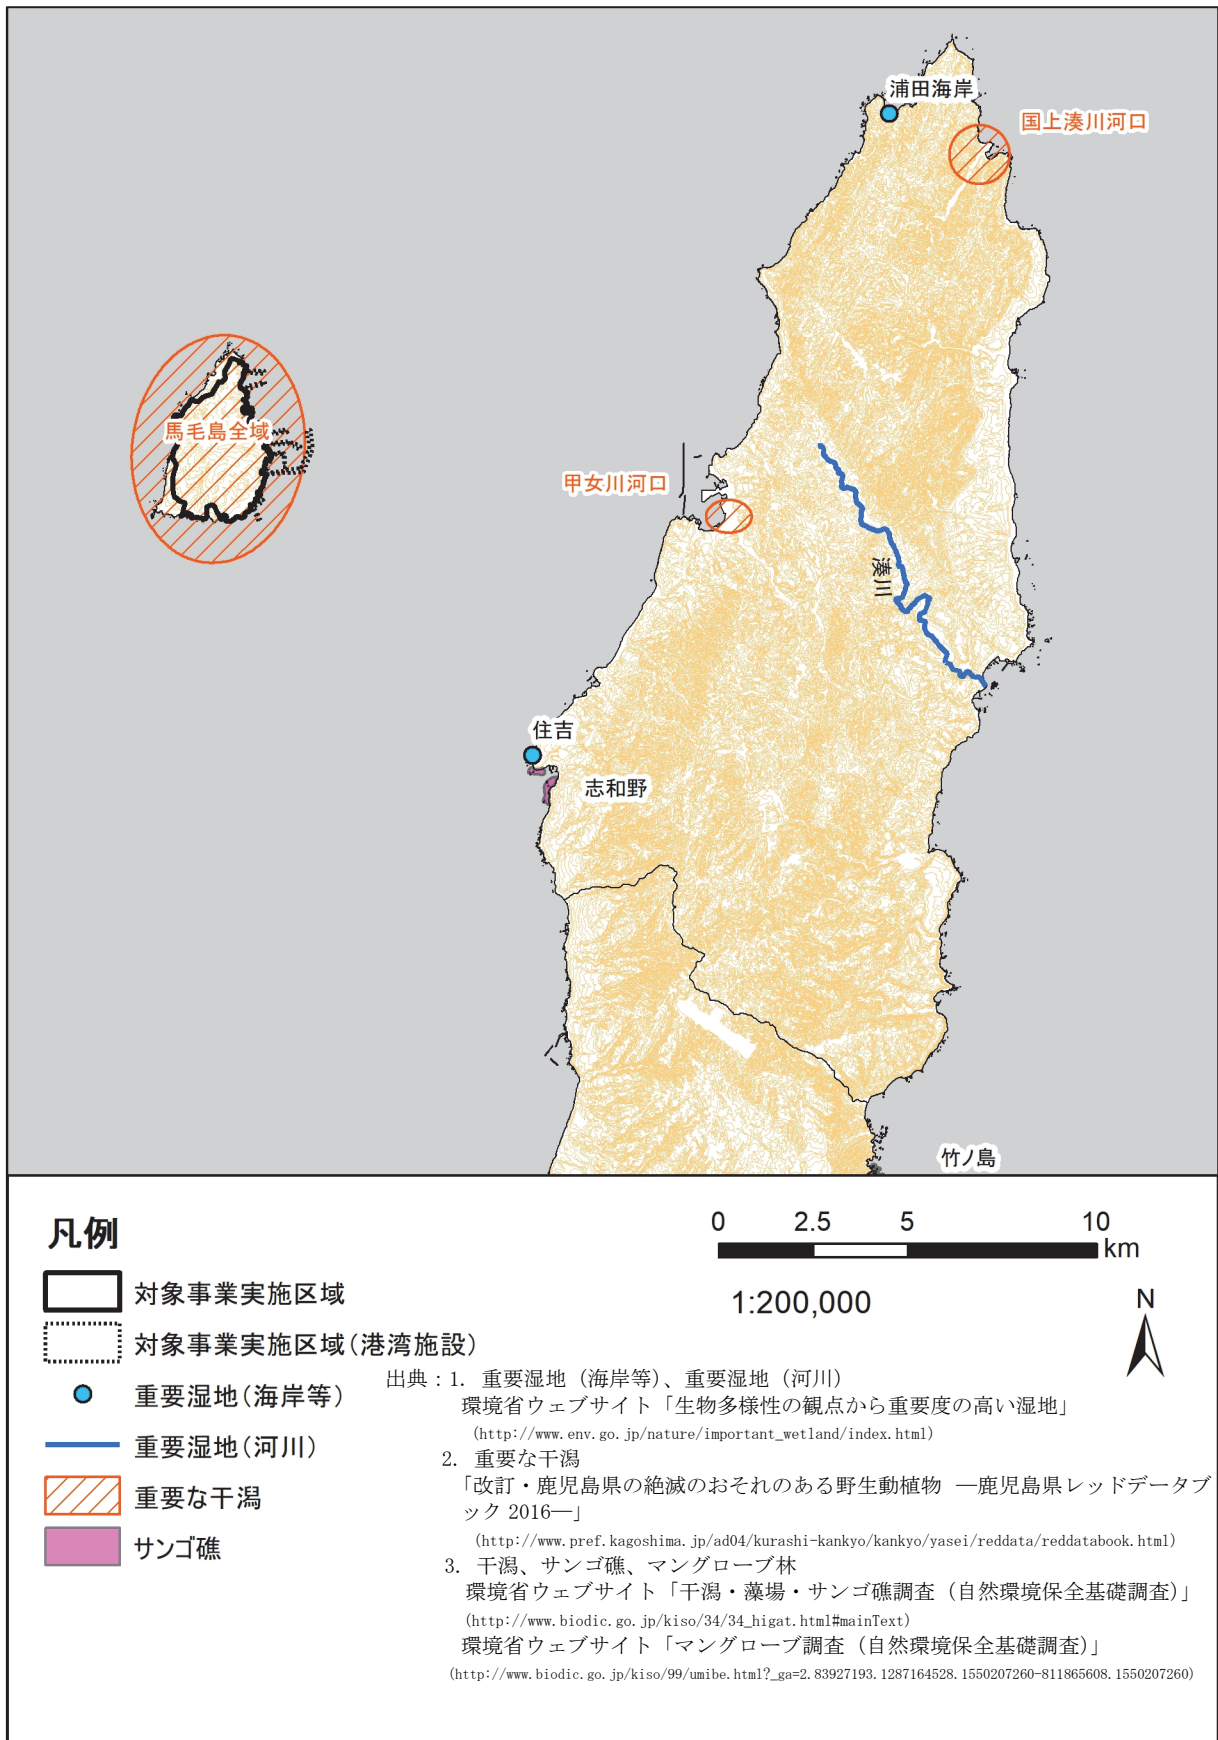 浦田海岸
国上湊川河口
馬毛島全域
甲女川河口
湊川
住吉
志和野
竹ノ島
凡例
対象事業実施区域
対象事業実施区域(港湾施設)
重要湿地(海岸等)
重要湿地(河川)
重要な干潟
サンゴ礁
0 2.5 5 10
km
1:200,000
N
出典：1. 重要湿地（海岸等）、重要湿地（河川）
環境省ウェブサイト「生物多様性の観点から重要度の高い湿地」
(http://www.env.go.jp/nature/important_wetland/index.html)
2. 重要な干潟
「改訂・鹿児島県の絶滅のおそれのある野生動植物 ―鹿児島県レッドデータブ
ック 2016―」
(http://www.pref.kagoshima.jp/ad04/kurashi-kankyo/kankyo/yasei/reddata/reddatabook.html)
3. 干潟、サンゴ礁、マングローブ林
環境省ウェブサイト「干潟・藻場・サンゴ礁調査（自然環境保全基礎調査）」
(http://www.biodic.go.jp/kiso/34/34_higat.html#mainText)
環境省ウェブサイト「マングローブ調査（自然環境保全基礎調査）」
(http://www.biodic.go.jp/kiso/99/umibe.html?_ga=2.83927193.1287164528.1550207260-811865608.1550207260)